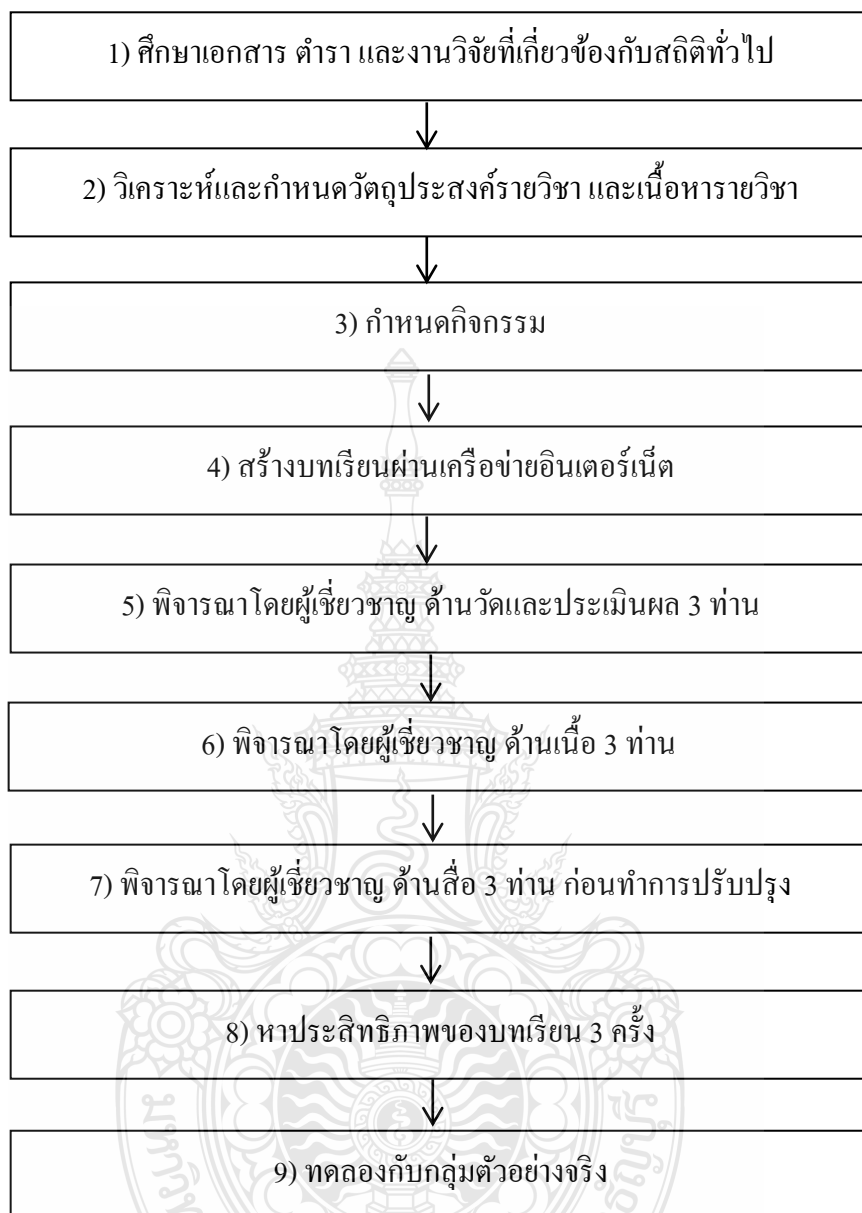 1) ศึกษาเอกสาร ตำรา และงานวิจัยที่เกี่ยวข้องกับสถิติทั่วไป
2) วิเคราะห์และกำหนดวัตถุประสงค์รายวิชา และเนื้อหารายวิชา
3) กำหนดกิจกรรม
4) สร้างบทเรียนผ่านเครือข่ายอินเตอร์เน็ต
5) พิจารณาโดยผู้เชี่ยวชาญ ด้านวัดและประเมินผล 3 ท่าน
6) พิจารณาโดยผู้เชี่ยวชาญ ด้านเนื้อ 3 ท่าน
7) พิจารณาโดยผู้เชี่ยวชาญ ด้านสื่อ 3 ท่าน ก่อนทำการปรับปรุง
8) หาประสิทธิภาพของบทเรียน 3 ครั้ง
9) ทดลองกับกลุ่มตัวอย่างจริง